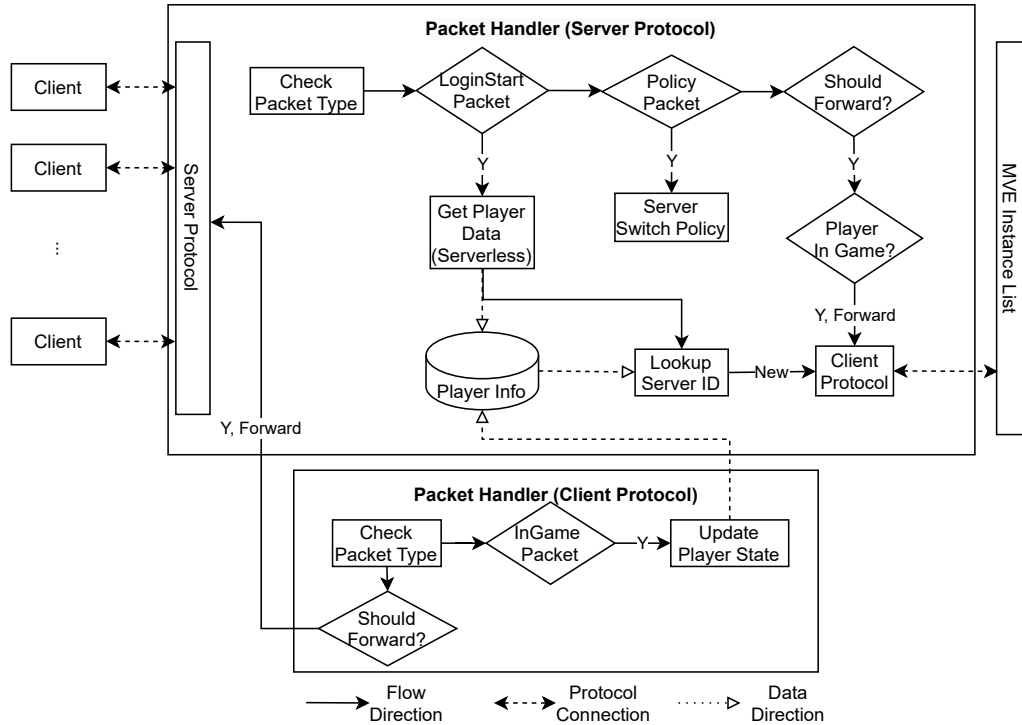 Packet Handler (Server Protocol)
Client
Client
...
Client
Server Protocol
Check
Packet Type
LoginStart
Packet
Policy
Packet
Should
Forward?
Y
Y
Y
Get Player
Data
(Serverless)
Server
Switch Policy
Player
In Game?
Y, Forward
Player Info
Lookup
Server ID
New
Client
Protocol
MVE Instance List
Y, Forward
Packet Handler (Client Protocol)
Check
Packet Type
InGame
Packet
Y
Update
Player State
Should
Forward?
Flow
Direction
Protocol
Connection
Data
Direction